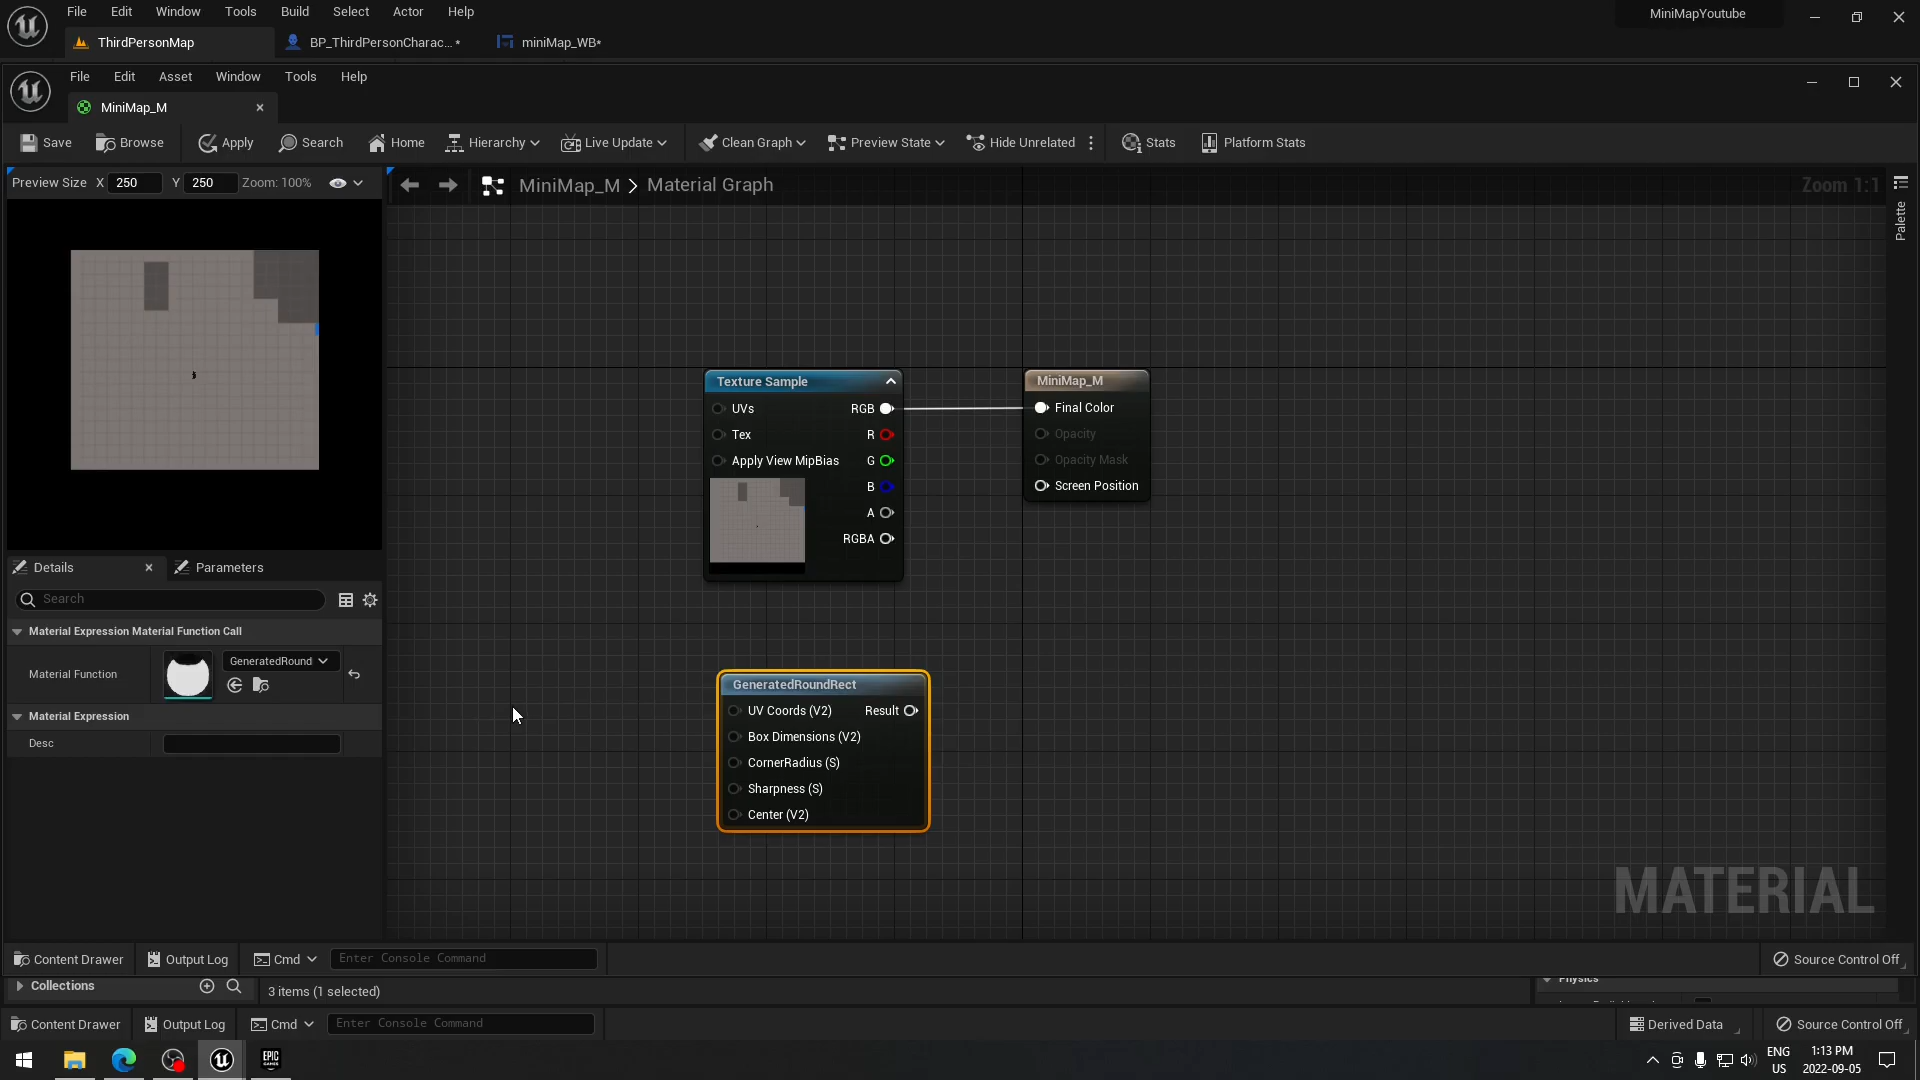 File Edit Window Tools Build Select Actor Help MiniMapYoutube
ThirdPersonMap BP_ThirdPersonCharac... * miniMap_WB*
File Edit Asset Window Tools Help
MiniMap_M
Save Browse Apply Search Home Hierarchy Live Update Clean Graph Preview State Hide Unrelated Stats Platform Stats
Preview Size X 250 Y 250 Zoom: 100%
MiniMap_M > Material Graph Zoom 1:1
Palette
Texture Sample
UVs RGB
Tex R
Apply View MipBias G
B
A
RGBA
MiniMap_M
Final Color
Opacity
Opacity Mask
Screen Position
Details Parameters
Search
Material Expression Material Function Call
Material Function GeneratedRound
Material Expression
Desc
GeneratedRoundRect
UV Coords (V2) Result
Box Dimensions (V2)
CornerRadius (S)
Sharpness (S)
Center (V2)
MATERIAL
Content Drawer Output Log Cmd Enter Console Command Source Control Off
Collections 3 items (1 selected) Physics
Content Drawer Output Log Cmd Enter Console Command Derived Data Source Control Off
EPIC GAMES
ENG US
1:13 PM
2022-09-05